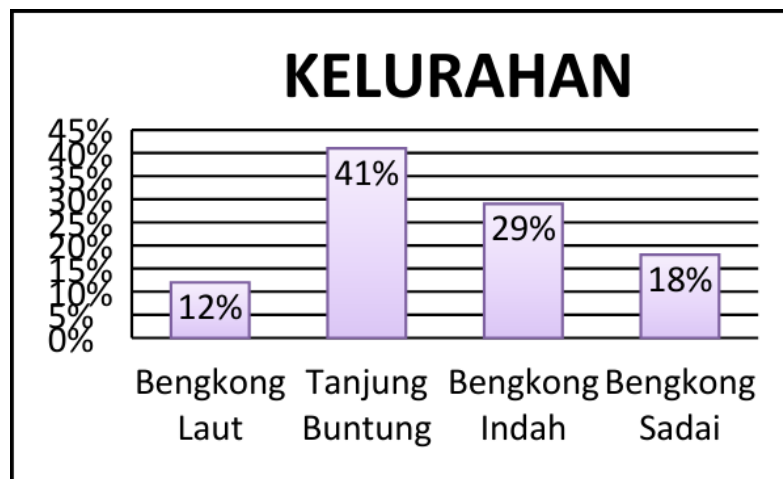 KELURAHAN
45%
40%
35%
30%
25%
20%
15%
10%
5%
0%
12%
41%
29%
18%
Bengkong Laut
Tanjung Buntung
Bengkong Indah
Bengkong Sadai